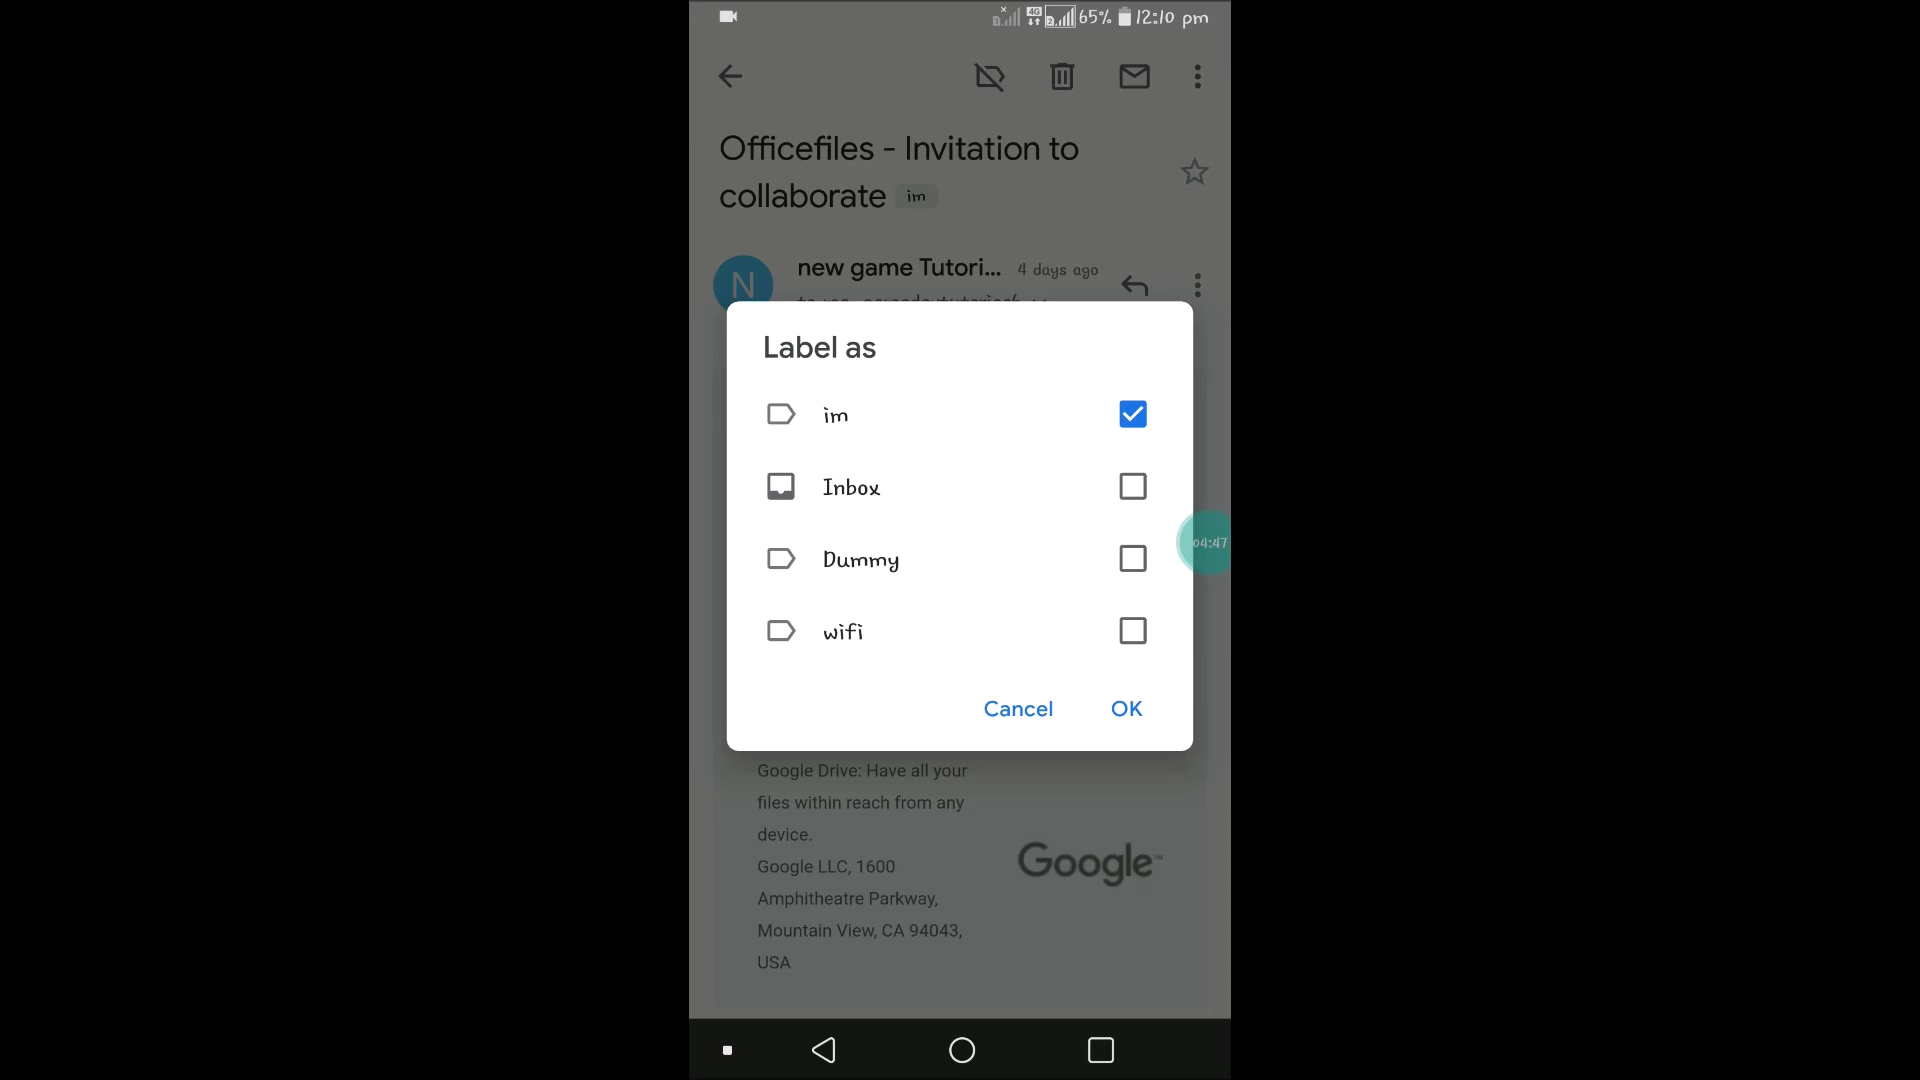 4G
65% 12:10 pm
Officefiles - Invitation to
collaborate im
N new game Tutori... 4 days ago
Label as
im
Inbox
Dummy
wifi
04:47
Cancel OK
Google Drive: Have all your
files within reach from any
device.
Google LLC, 1600
Amphitheatre Parkway,
Mountain View, CA 94043,
USA
Google™